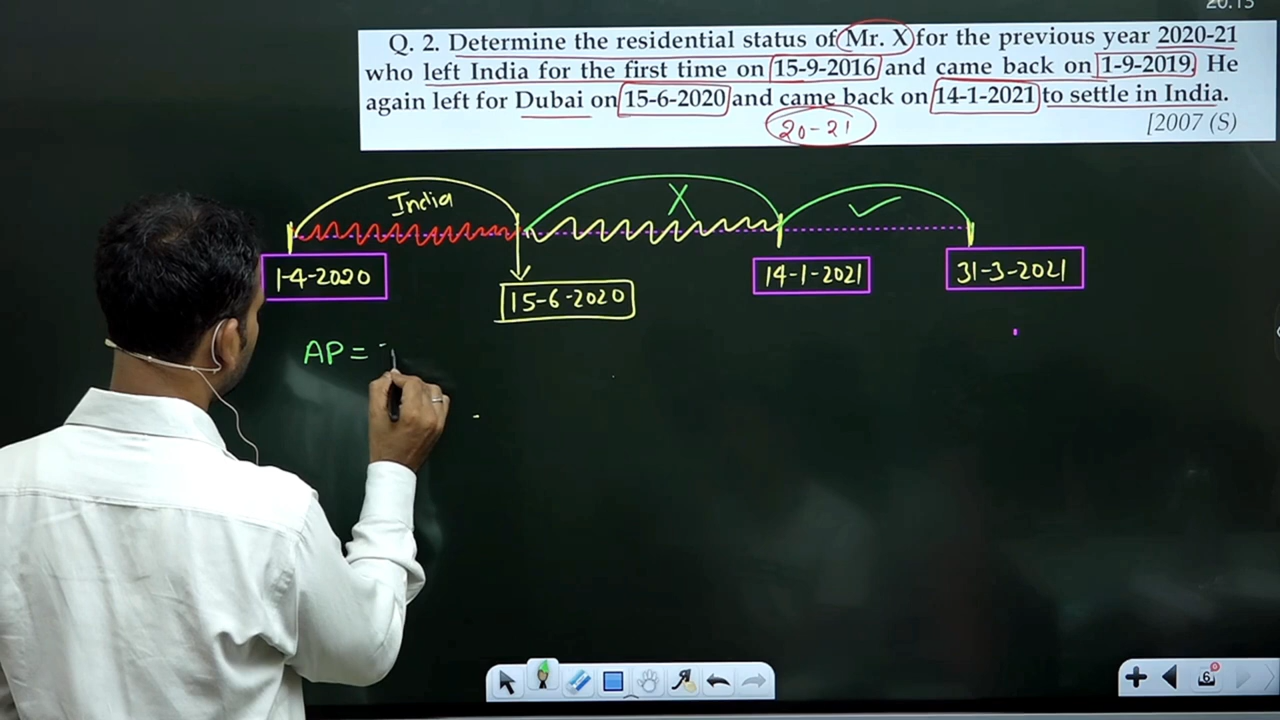 20:15
Q. 2. Determine the residential status of Mr. X for the previous year 2020-21
who left India for the first time on 15-9-2016 and came back on 1-9-2019. He
again left for Dubai on 15-6-2020 and came back on 14-1-2021 to settle in India.
20-21
[2007 (S)
India
X
1-4-2020
15-6-2020
14-1-2021
31-3-2021
AP =
6